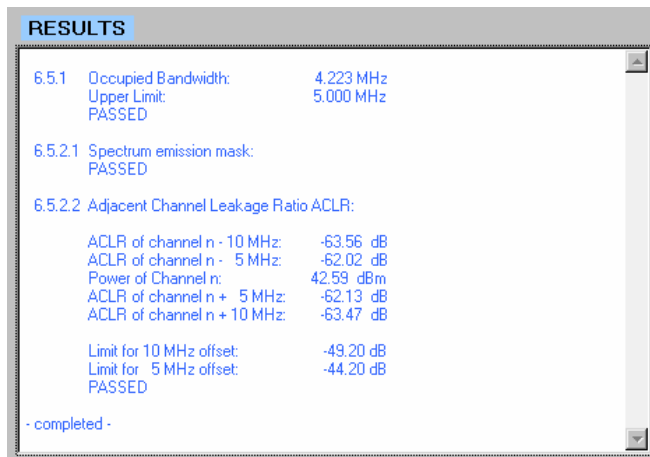 RESULTS
6.5.1 Occupied Bandwidth: 4.223 MHz
Upper Limit: 5.000 MHz
PASSED
6.5.2.1 Spectrum emission mask:
PASSED
6.5.2.2 Adjacent Channel Leakage Ratio ACLR:
ACLR of channel n - 10 MHz: -63.56 dB
ACLR of channel n - 5 MHz: -62.02 dB
Power of Channel n: 42.59 dBm
ACLR of channel n + 5 MHz: -62.13 dB
ACLR of channel n + 10 MHz: -63.47 dB
Limit for 10 MHz offset: -49.20 dB
Limit for 5 MHz offset: -44.20 dB
PASSED
- completed -